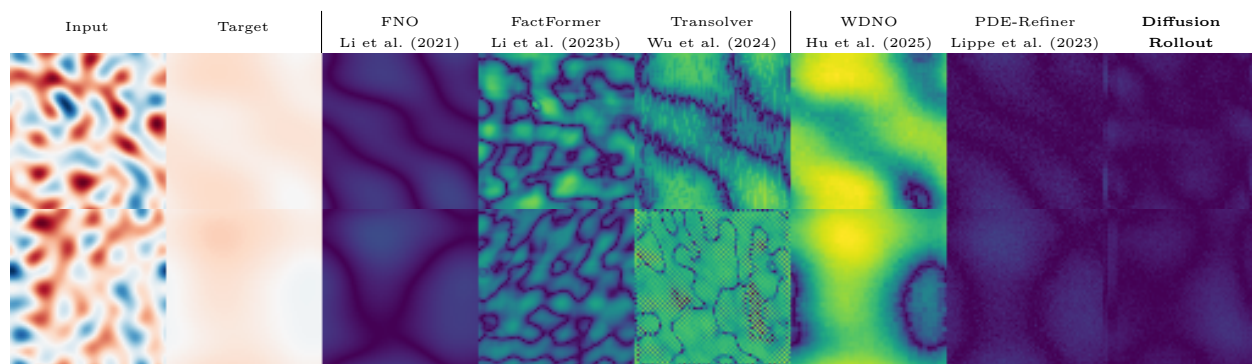 Input
Target
FNO
Li et al. (2021)
FactFormer
Li et al. (2023b)
Transolver
Wu et al. (2024)
WDNO
Hu et al. (2025)
PDE-Refiner
Lippe et al. (2023)
Diffusion
Rollout